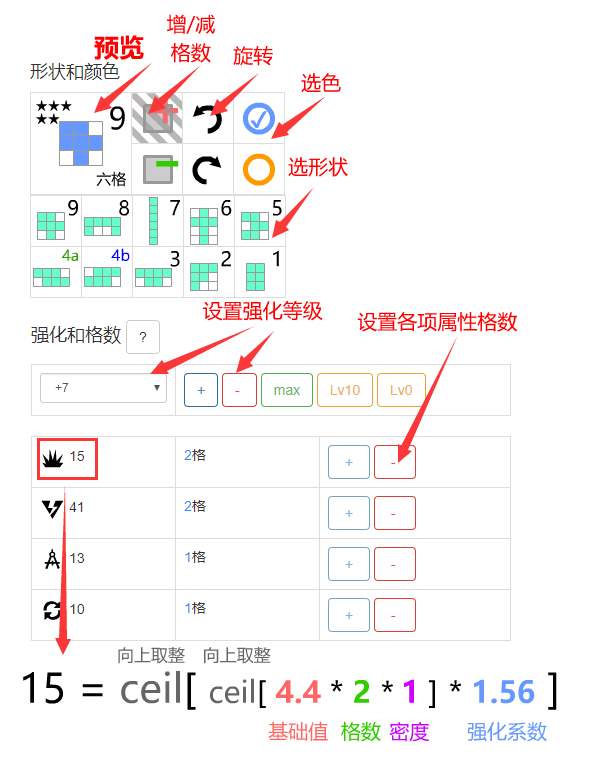 增/减
格数
预览
旋转
形状和颜色
选色
★★★
★★
9
六格
选形状
9 8 7 6 5
4a 4b 3 2 1
设置强化等级
设置各项属性格数
强化和格数 ?
+7 + - max Lv10 Lv0
15 2格 + -
41 2格 + -
13 1格 + -
10 1格 + -
向上取整 向上取整
15 = ceil[ ceil[ 4.4 * 2 * 1 ] * 1.56 ]
基础值 格数 密度 强化系数